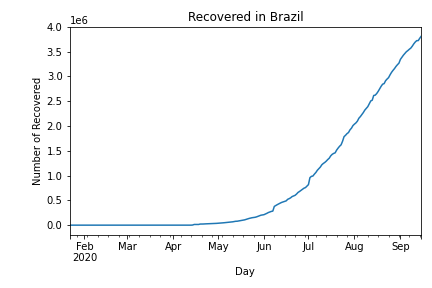 Recovered in Brazil
1e6
4.0
3.5
3.0
2.5
2.0
1.5
1.0
0.5
0.0
Number of Recovered
Feb Mar Apr May Jun Jul Aug Sep
2020
Day